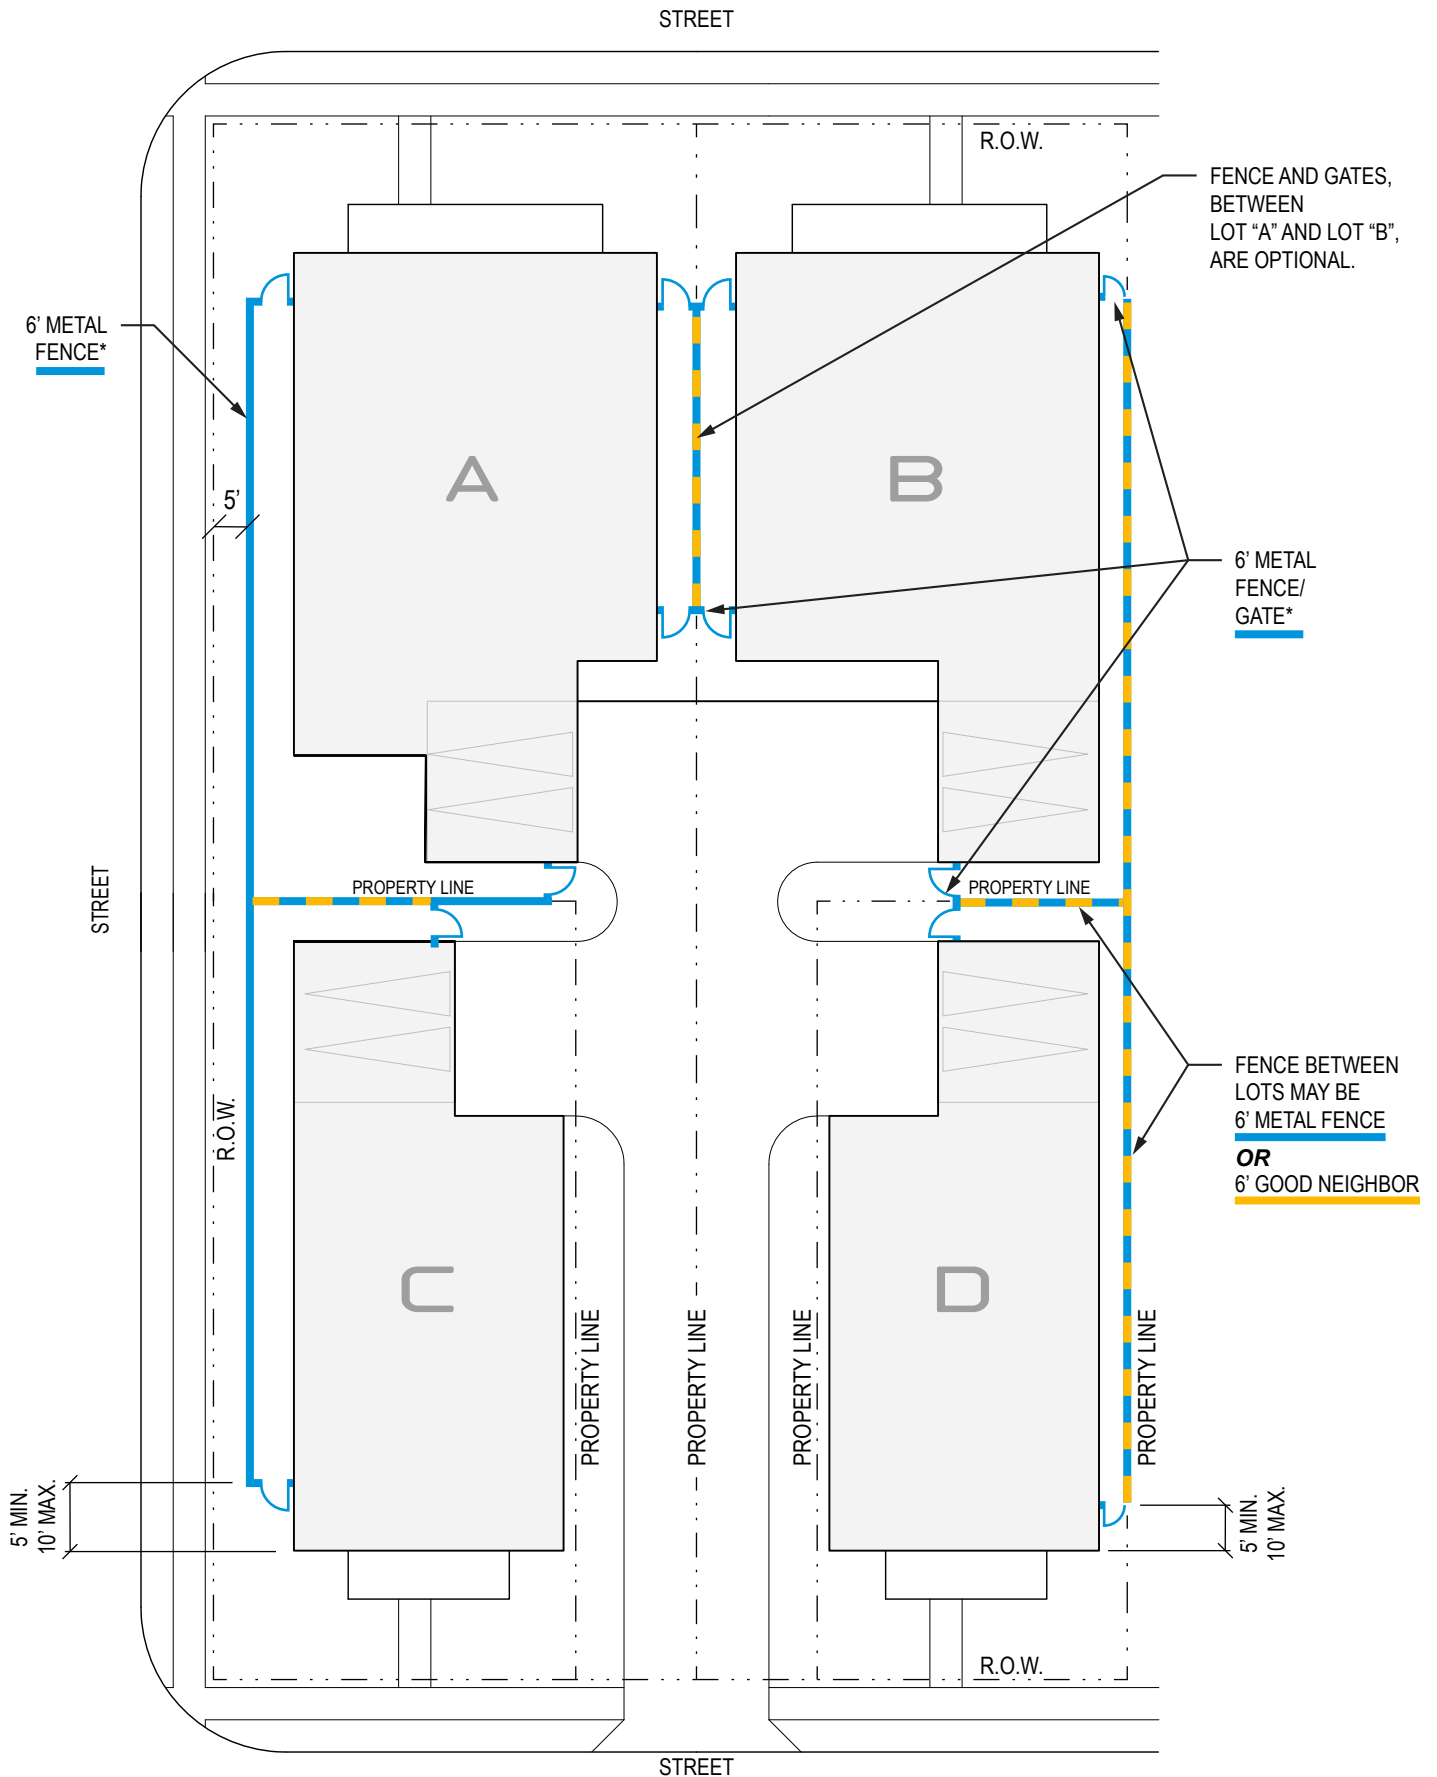 STREET
R.O.W.
FENCE AND GATES,
BETWEEN
LOT “A” AND LOT “B”,
ARE OPTIONAL.
6’ METAL
FENCE*
A
B
5’
6’ METAL
FENCE/
GATE*
STREET
PROPERTY LINE
PROPERTY LINE
R.O.W.
FENCE BETWEEN
LOTS MAY BE
6’ METAL FENCE
OR
6’ GOOD NEIGHBOR
C
D
PROPERTY LINE
PROPERTY LINE
PROPERTY LINE
PROPERTY LINE
5’ MIN.
10’ MAX.
5’ MIN.
10’ MAX.
R.O.W.
STREET